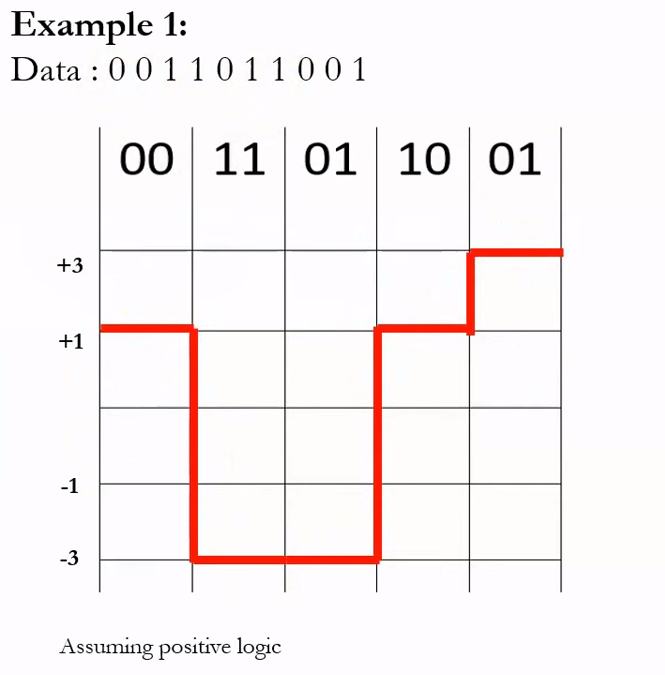 Example 1:
Data : 0 0 1 1 0 1 1 0 0 1
00 11 01 10 01
+3
+1
-1
-3
Assuming positive logic